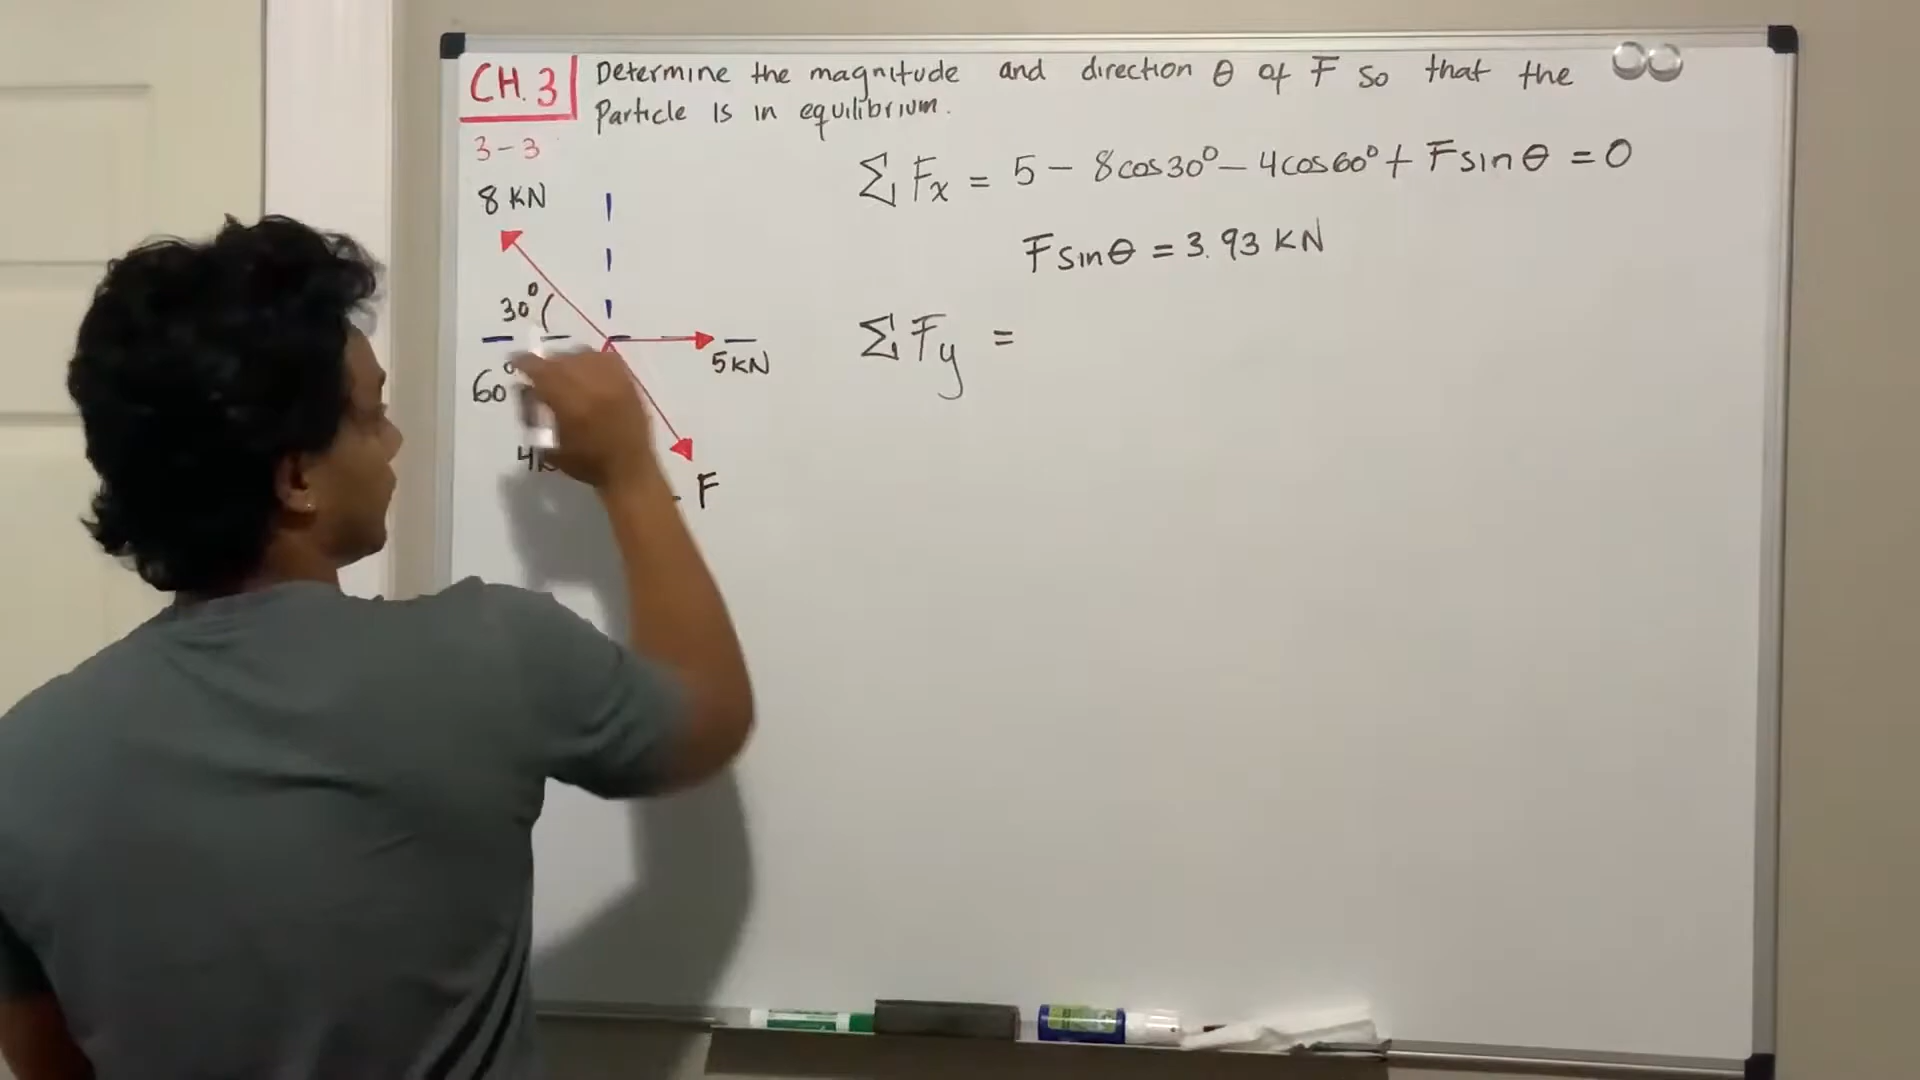 CH. 3
Determine the magnitude and direction θ of F so that the
Particle is in equilibrium.
3-3
8 KN
30°
60°
5KN
F
∑Fx = 5 - 8cos30° - 4cos60° + Fsinθ = 0
Fsinθ = 3.93 KN
∑Fy =